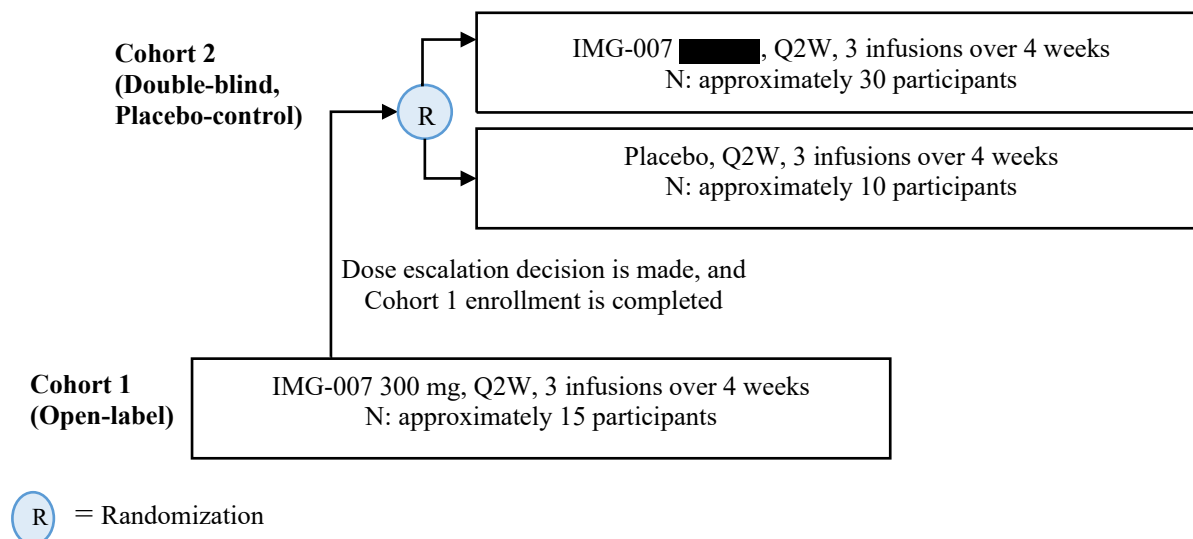 Cohort 2
(Double-blind,
Placebo-control)
IMG-007 , Q2W, 3 infusions over 4 weeks
N: approximately 30 participants
R
Placebo, Q2W, 3 infusions over 4 weeks
N: approximately 10 participants
Dose escalation decision is made, and
Cohort 1 enrollment is completed
Cohort 1
(Open-label)
IMG-007 300 mg, Q2W, 3 infusions over 4 weeks
N: approximately 15 participants
R = Randomization